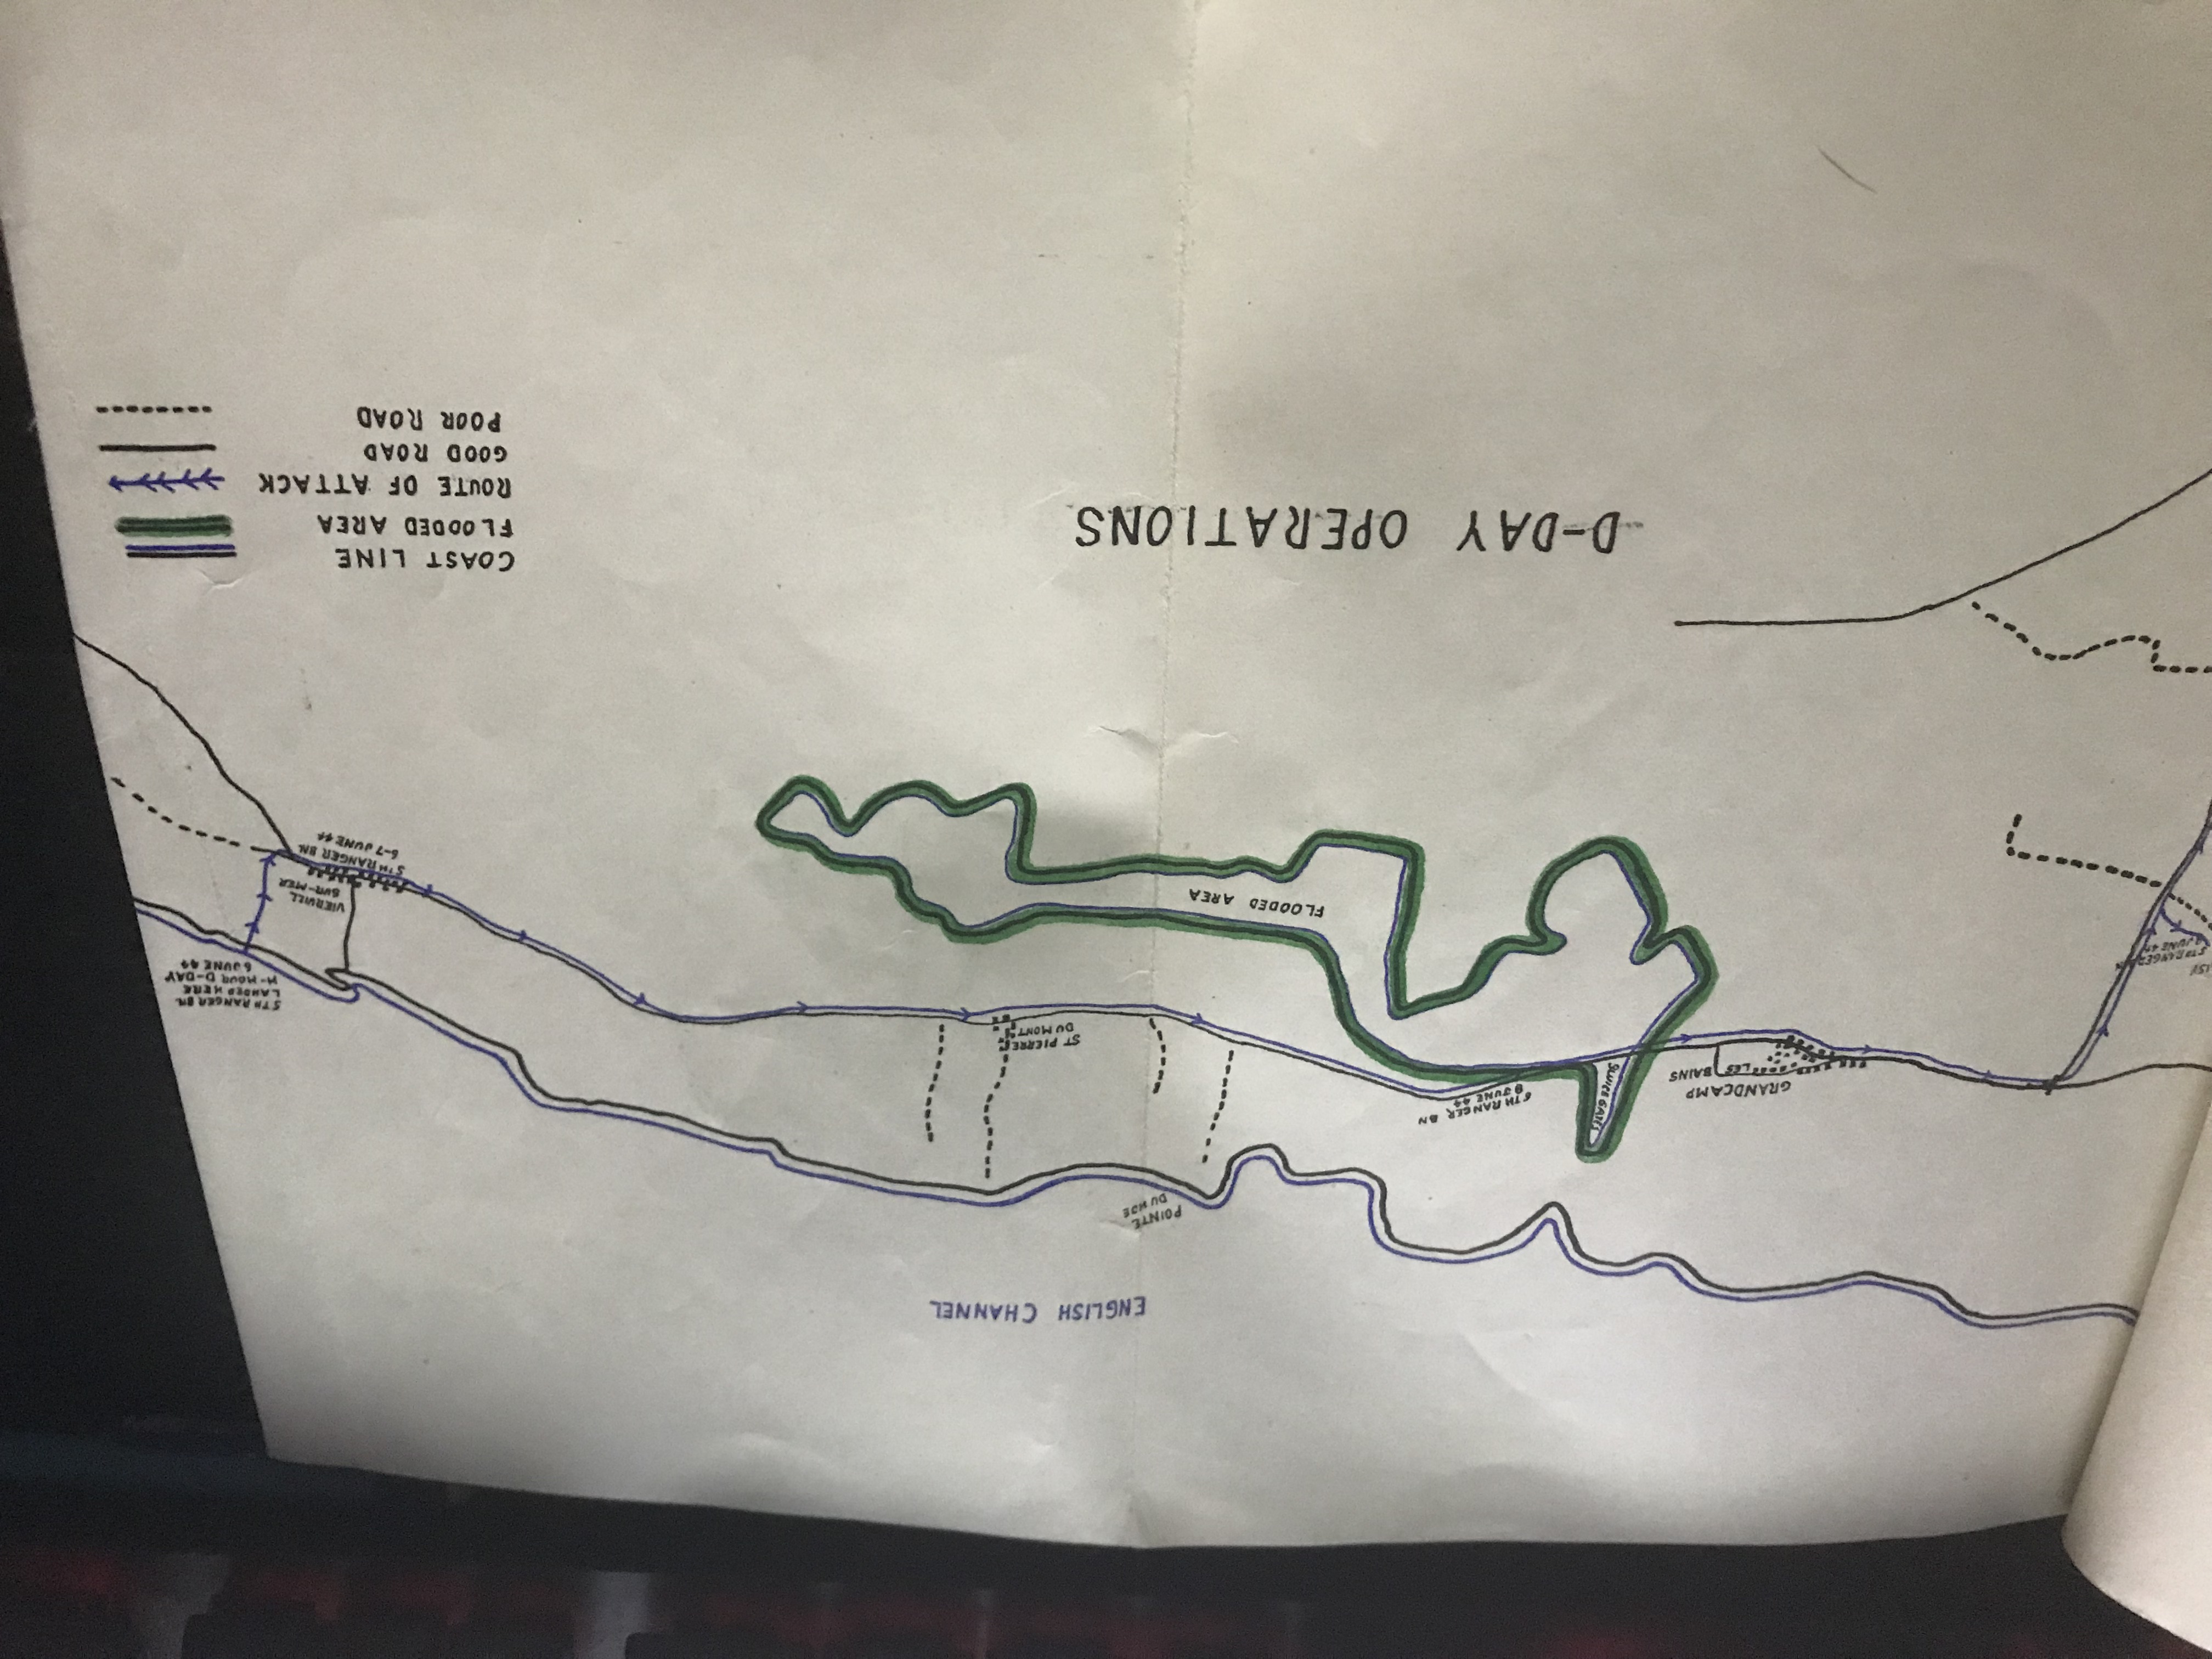 ENGLISH CHANNEL
POINTE
DU HOE
5TH RANGER BN.
LANDED HERE
H-HOUR D-DAY
6 JUNE 44
VIERVILL
SUR-MER
5TH RANGER BN.
6-7 JUNE 44
ST PIERRE
DU MONT
FLOODED AREA
5TH RANGER BN
8 JUNE 44
SLUICE GATES
GRANDCAMP
LES BAINS
5TH RANGER
JUNE 44
D-DAY OPERATIONS
COAST LINE
FLOODED AREA
ROUTE OF ATTACK
GOOD ROAD
POOR ROAD